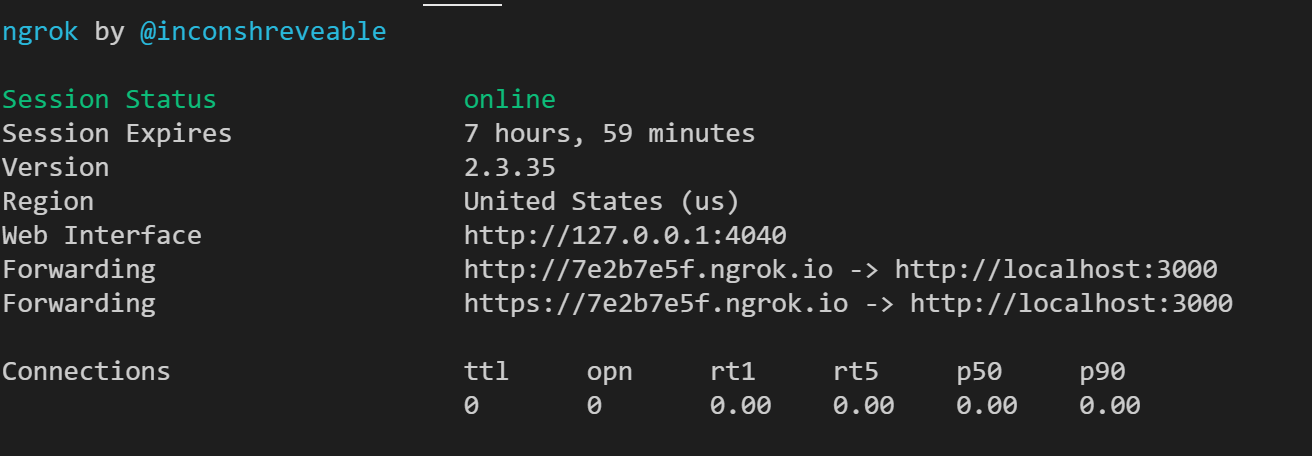 ngrok by @inconshreveable
Session Status online
Session Expires 7 hours, 59 minutes
Version 2.3.35
Region United States (us)
Web Interface http://127.0.0.1:4040
Forwarding http://7e2b7e5f.ngrok.io -> http://localhost:3000
Forwarding https://7e2b7e5f.ngrok.io -> http://localhost:3000
Connections ttl opn rt1 rt5 p50 p90
0 0 0.00 0.00 0.00 0.00